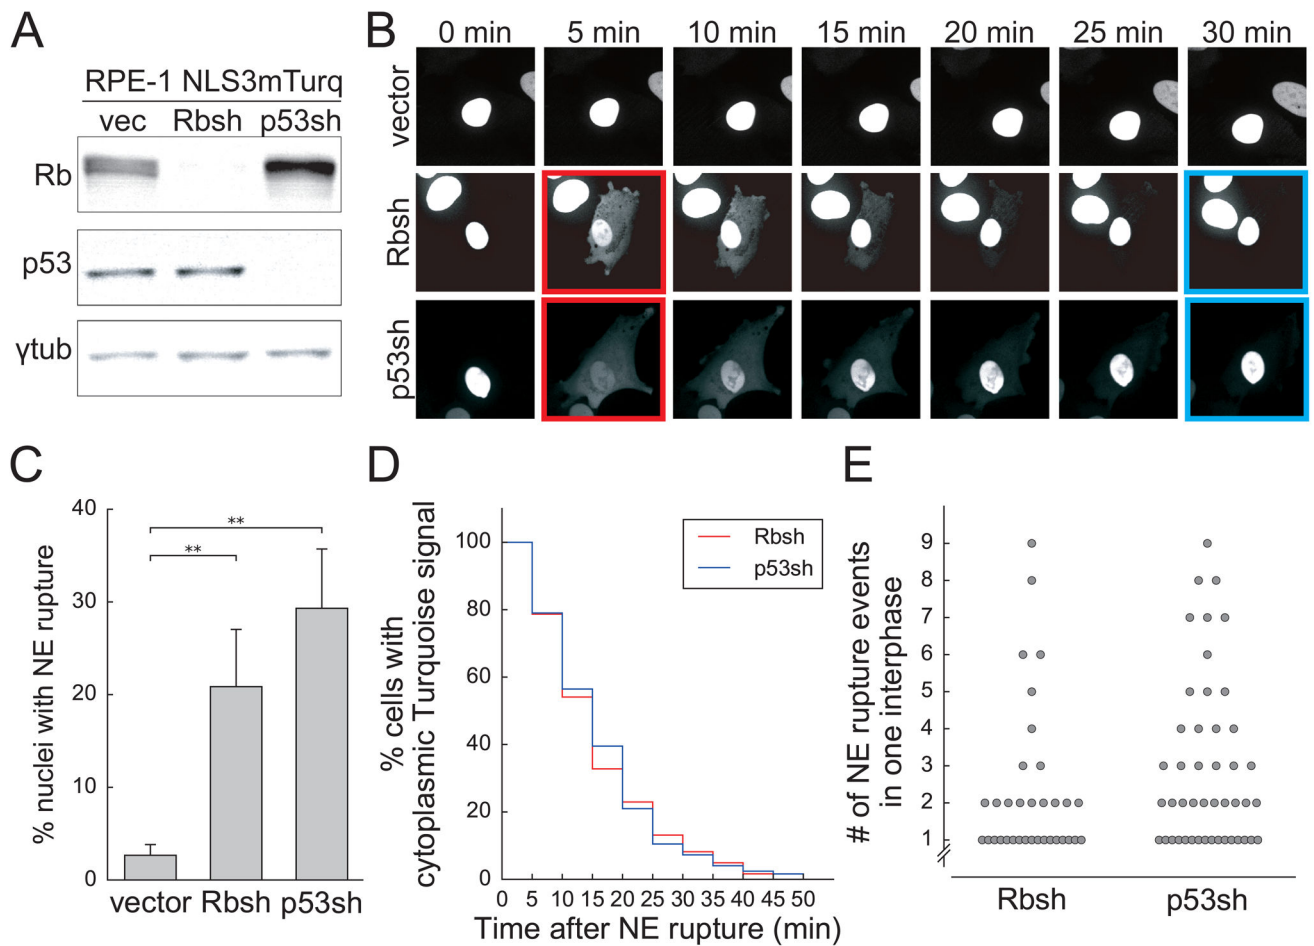 A
RPE-1 NLS3mTurq
vec Rbsh p53sh
Rb
p53
γtub
B
0 min 5 min 10 min 15 min 20 min 25 min 30 min
vector
Rbsh
p53sh
C
% nuclei with NE rupture
40
30
20
10
0
** 
**
vector Rbsh p53sh
D
% cells with
cytoplasmic Turquoise signal
100
80
60
40
20
0
Rbsh
p53sh
0 5 10 15 20 25 30 35 40 45 50
Time after NE rupture (min)
E
# of NE rupture events
in one interphase
9
8
7
6
5
4
3
2
1
Rbsh p53sh